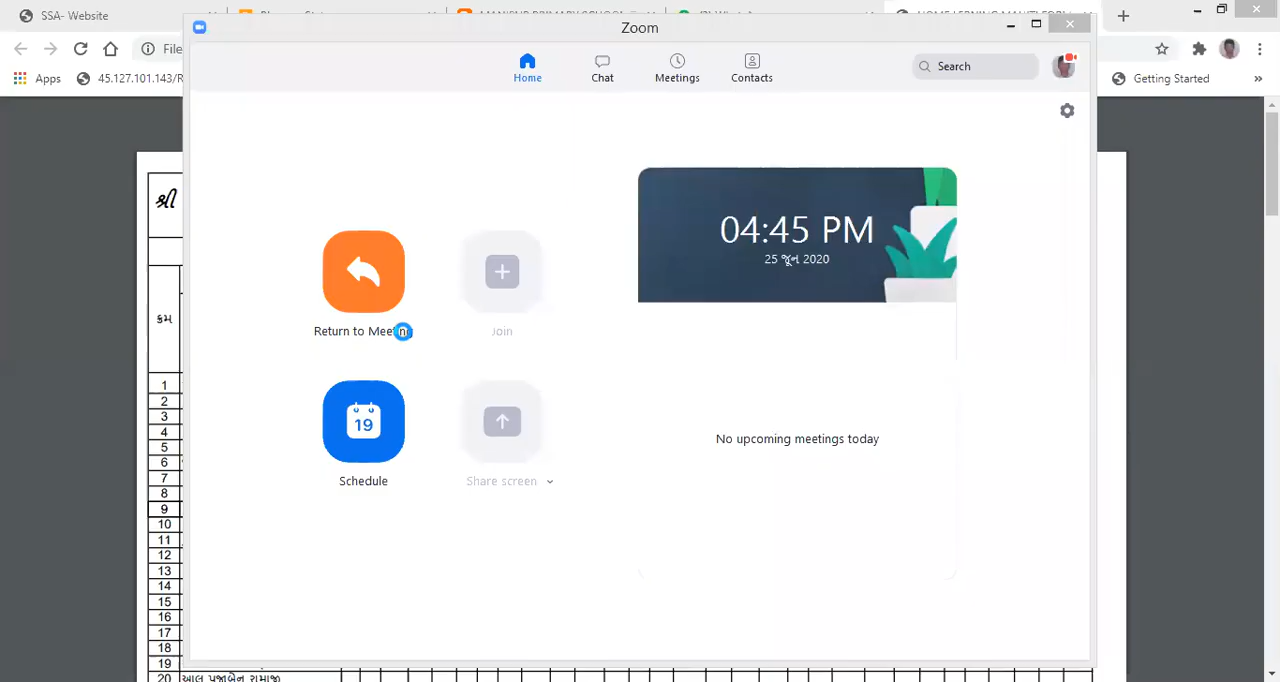 SSA- Website
Zoom
File
Home
Chat
Meetings
Contacts
Search
Apps
45.127.101.143/R
Getting Started
»
શ્રી
04:45 PM
25 જૂન 2020
Return to Meeting
Join
ક્રમ
1
2
3
4
5
6
7
8
9
10
11
12
13
14
15
16
17
18
19
20
19
No upcoming meetings today
Schedule
Share screen